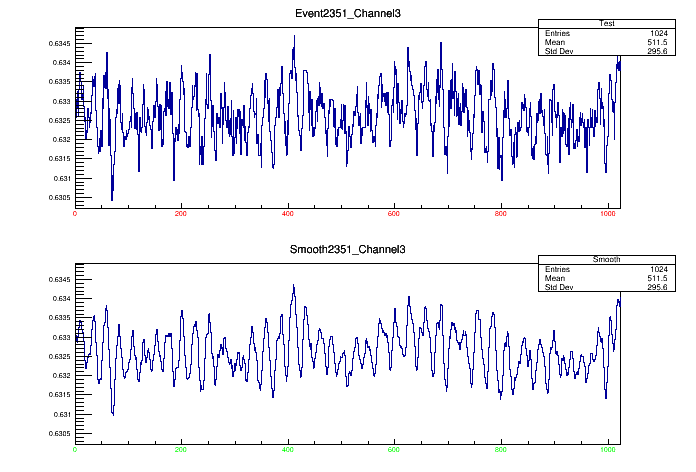 Event2351_Channel3
Test
Entries 1024
Mean 511.5
Std Dev 295.6
0.6345
0.634
0.6335
0.633
0.6325
0.632
0.6315
0.631
0.6305
0 200 400 600 800 1000
Smooth2351_Channel3
Smooth
Entries 1024
Mean 511.5
Std Dev 295.6
0.6345
0.634
0.6335
0.633
0.6325
0.632
0.6315
0.631
0.6305
0 200 400 600 800 1000